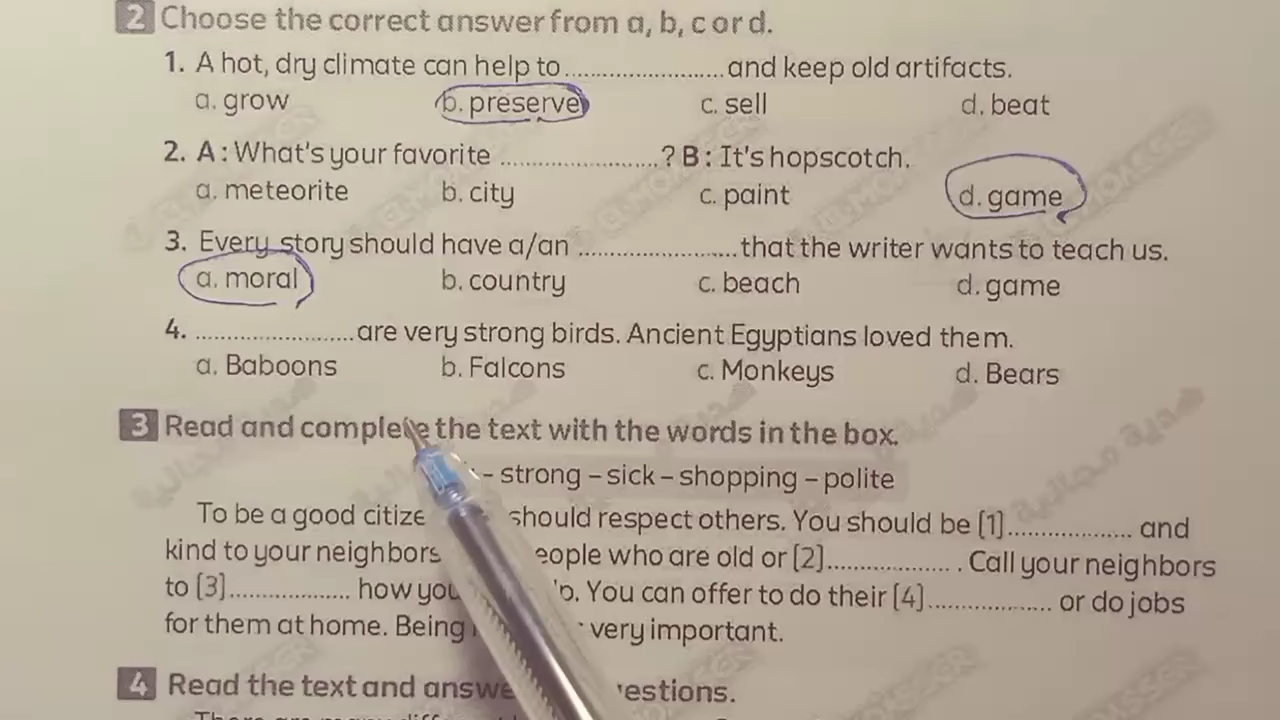 2 Choose the correct answer from a, b, c or d.
1. A hot, dry climate can help to ........................ and keep old artifacts.
a. grow b. preserve c. sell d. beat
2. A : What's your favorite ........................ ? B : It's hopscotch.
a. meteorite b. city c. paint d. game
3. Every story should have a/an ........................ that the writer wants to teach us.
a. moral b. country c. beach d. game
4. ........................ are very strong birds. Ancient Egyptians loved them.
a. Baboons b. Falcons c. Monkeys d. Bears
3 Read and complete the text with the words in the box.
– strong – sick – shopping – polite
To be a good should respect others. You should be (1).................. and
kind to your neighbors who are old or (2).................. . Call your neighbors
to (3).................. how You can offer to do their (4).................. or do jobs
for them at home. Being very important.
4 Read the text and